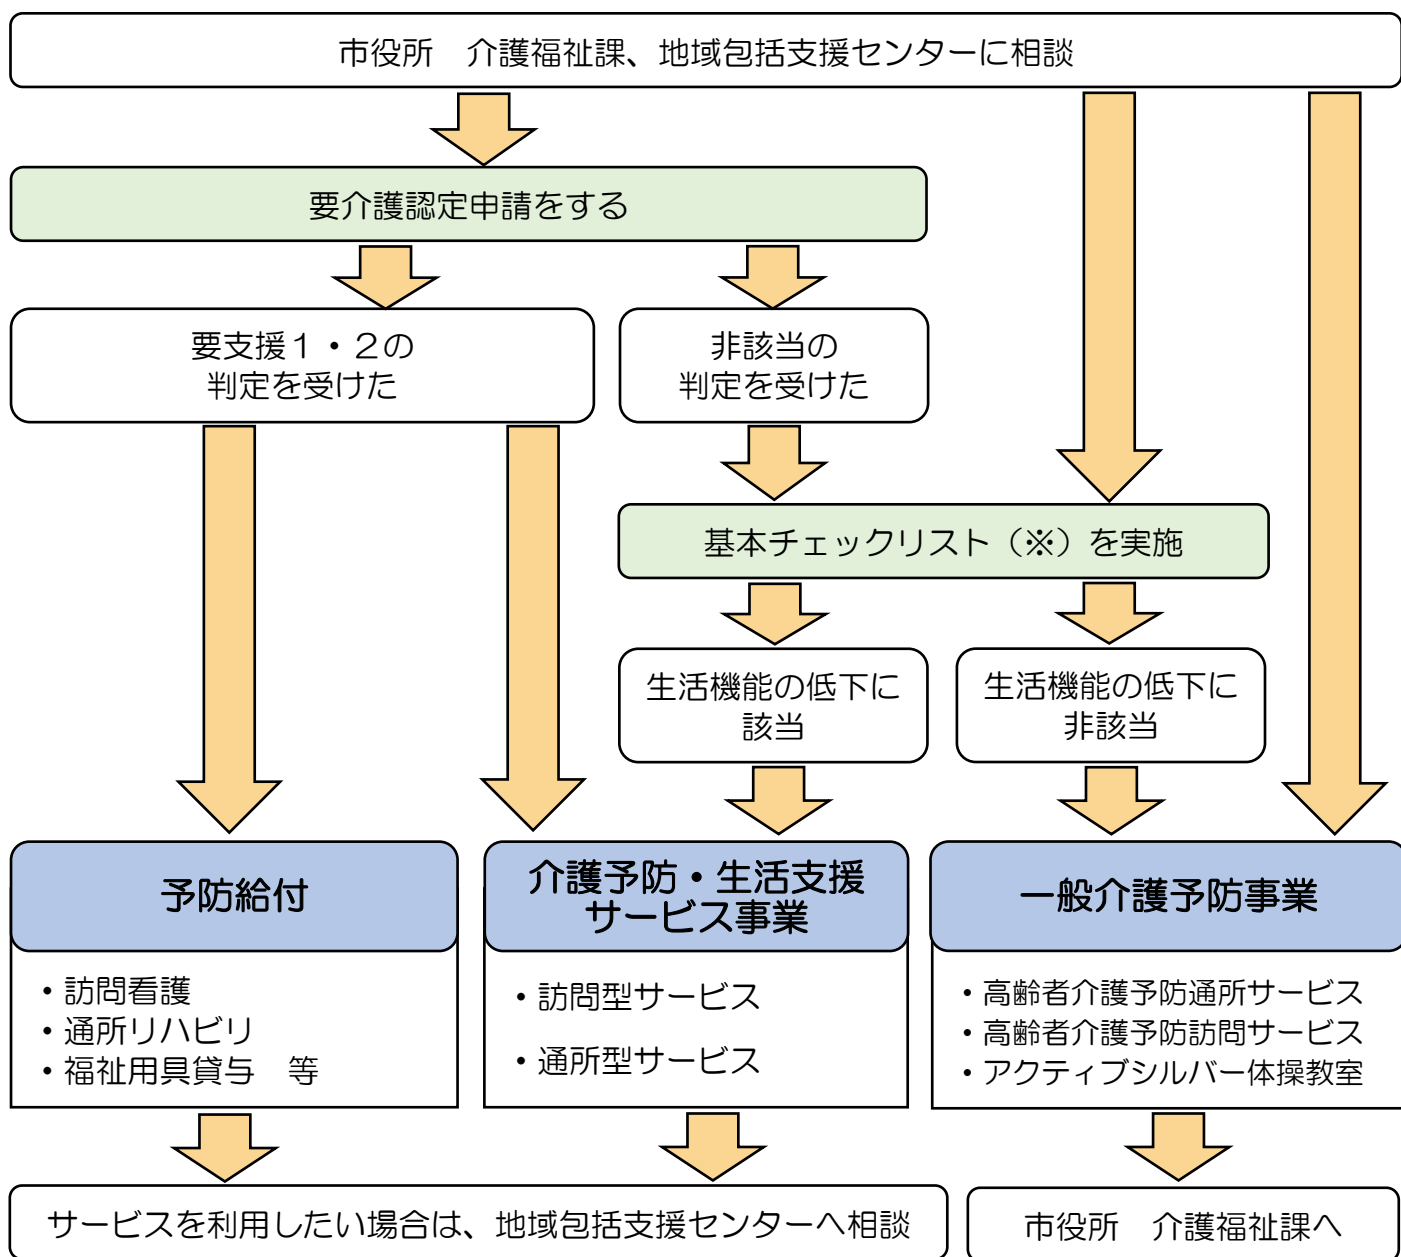 市役所　介護福祉課、地域包括支援センターに相談
要介護認定申請をする
要支援１・２の
判定を受けた
非該当の
判定を受けた
基本チェックリスト（※）を実施
生活機能の低下に
該当
生活機能の低下に
非該当
予防給付
・訪問看護
・通所リハビリ
・福祉用具貸与　等
介護予防・生活支援
サービス事業
・訪問型サービス
・通所型サービス
一般介護予防事業
・高齢者介護予防通所サービス
・高齢者介護予防訪問サービス
・アクティブシルバー体操教室
サービスを利用したい場合は、地域包括支援センターへ相談
市役所　介護福祉課へ